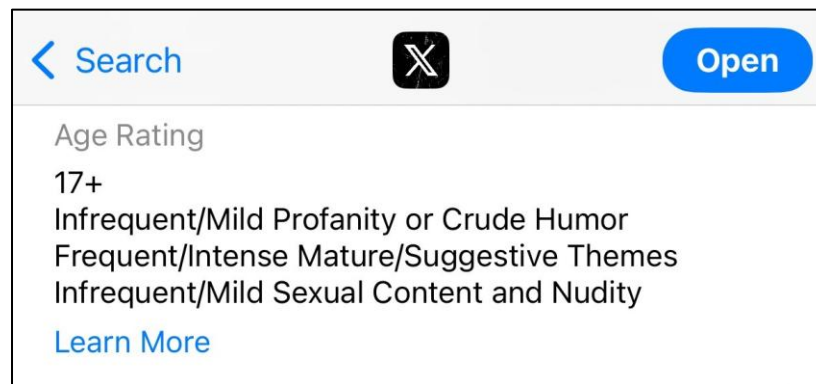 Search
Open
Age Rating
17+
Infrequent/Mild Profanity or Crude Humor
Frequent/Intense Mature/Suggestive Themes
Infrequent/Mild Sexual Content and Nudity
Learn More